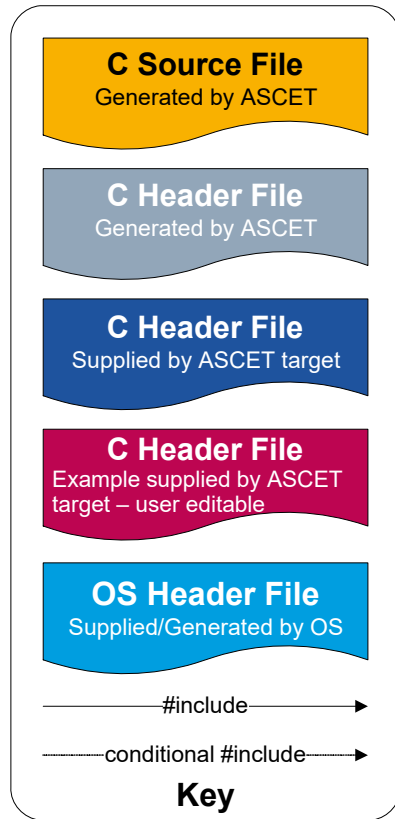 C Source File
Generated by ASCET
C Header File
Generated by ASCET
C Header File
Supplied by ASCET target
C Header File
Example supplied by ASCET
target – user editable
OS Header File
Supplied/Generated by OS
#include
conditional #include
Key